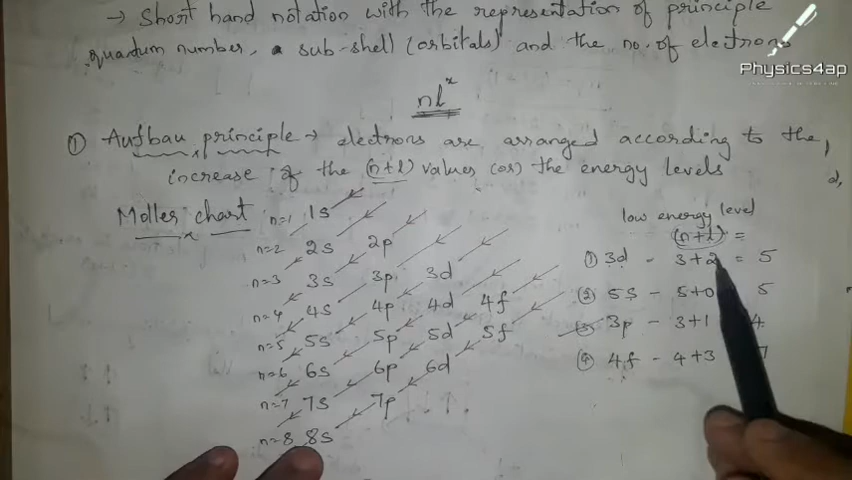 → Short hand notation with the representation of principle
quantum number, sub-shell (orbitals) and the no. of electrons
Physics4ap
nl^x
① Aufbau principle → electrons are arranged according to the
increase of the (n+l) values (or) the energy levels
Moller chart
n=1 1s
n=2 2s 2p
n=3 3s 3p 3d
n=4 4s 4p 4d 4f
n=5 5s 5p 5d 5f
n=6 6s 6p 6d
n=7 7s 7p
n=8 8s
low energy level
(n+l) =
① 3d - 3+2 = 5
② 5s - 5+0 5
③ 3p - 3+1 4
④ 4f - 4+3 7